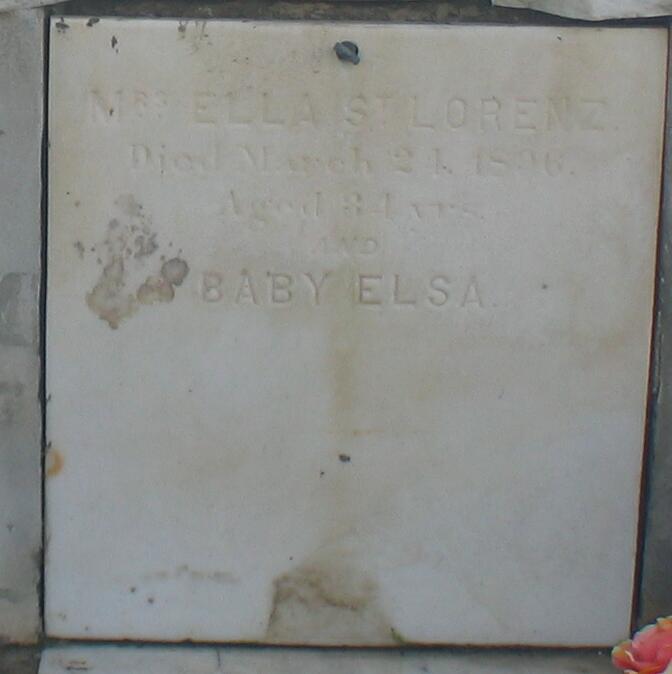 MRS ELLA ST LORENZ.
Died March 24, 1896.
Aged 34 yrs.
AND
BABY ELSA.